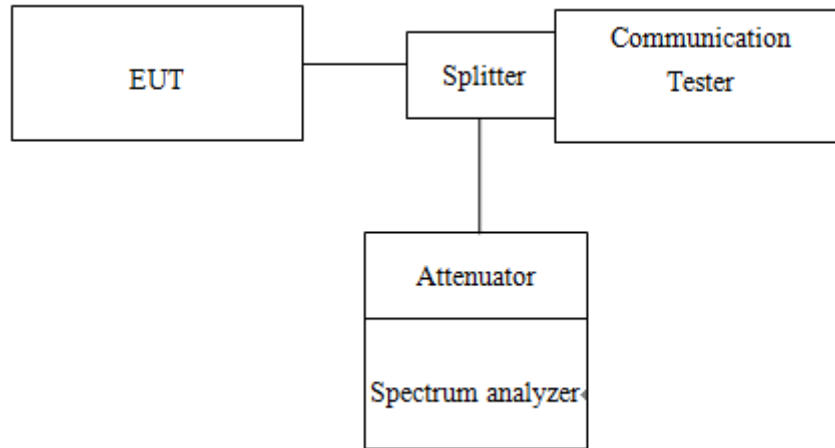 EUT
Splitter
Communication
Tester
Attenuator
Spectrum analyzer